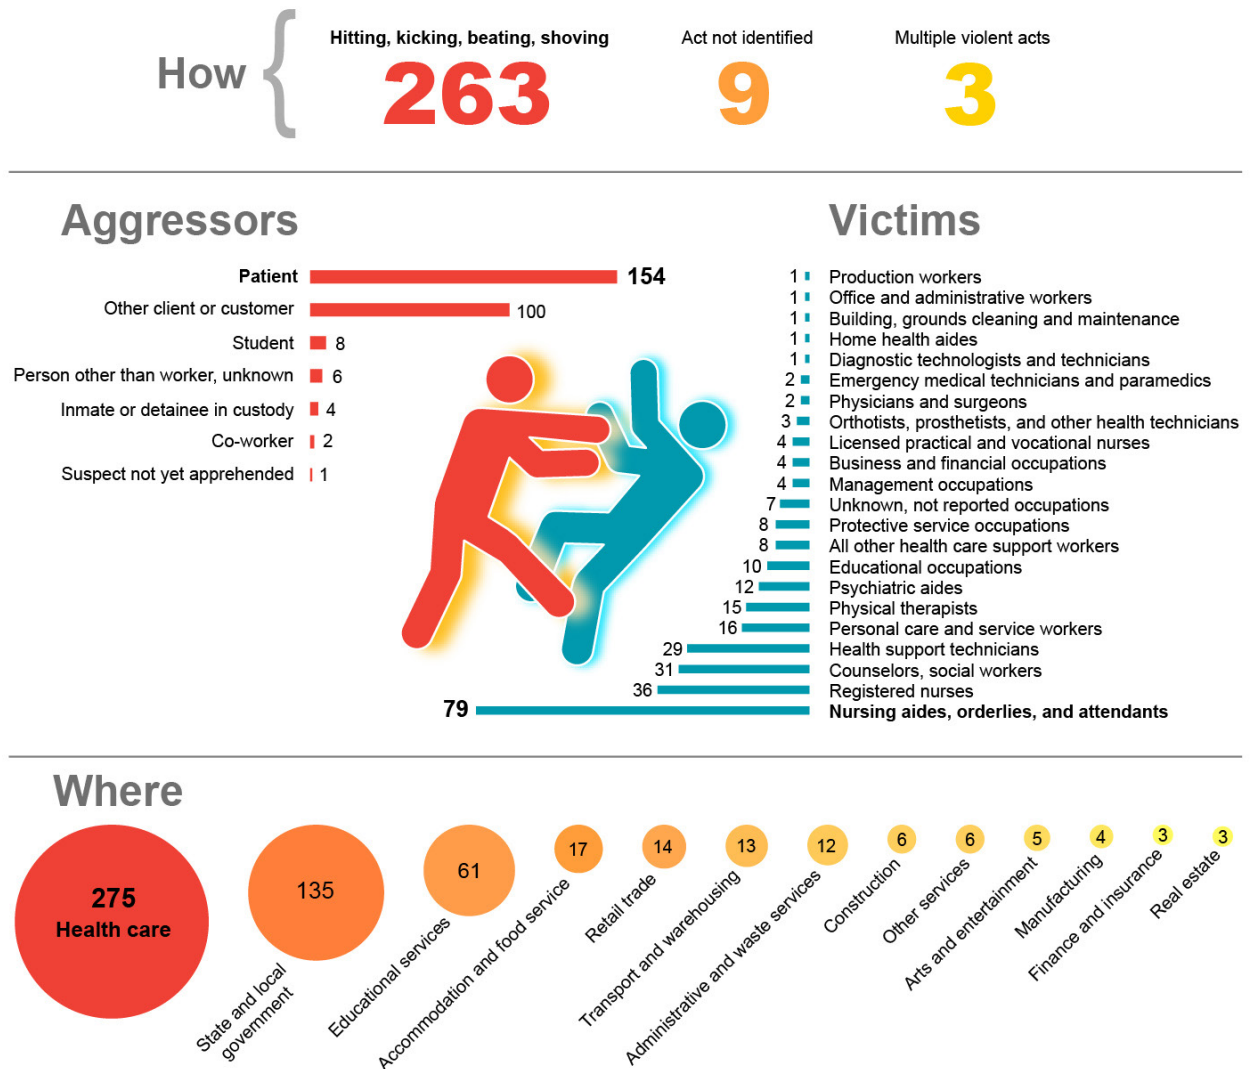 How
Hitting, kicking, beating, shoving
263
Act not identified
9
Multiple violent acts
3
Aggressors
Patient 154
Other client or customer 100
Student 8
Person other than worker, unknown 6
Inmate or detainee in custody 4
Co-worker 2
Suspect not yet apprehended 1
Victims
1 Production workers
1 Office and administrative workers
1 Building, grounds cleaning and maintenance
1 Home health aides
1 Diagnostic technologists and technicians
2 Emergency medical technicians and paramedics
2 Physicians and surgeons
3 Orthotists, prosthetists, and other health technicians
4 Licensed practical and vocational nurses
4 Business and financial occupations
4 Management occupations
7 Unknown, not reported occupations
8 Protective service occupations
8 All other health care support workers
10 Educational occupations
12 Psychiatric aides
15 Physical therapists
16 Personal care and service workers
29 Health support technicians
31 Counselors, social workers
36 Registered nurses
79 Nursing aides, orderlies, and attendants
Where
275
Health care
135
State and local
government
61
Educational services
17
Accommodation and food service
14
Retail trade
13
Transport and warehousing
12
Administrative and waste services
6
Construction
6
Other services
5
Arts and entertainment
4
Manufacturing
3
Finance and insurance
3
Real estate